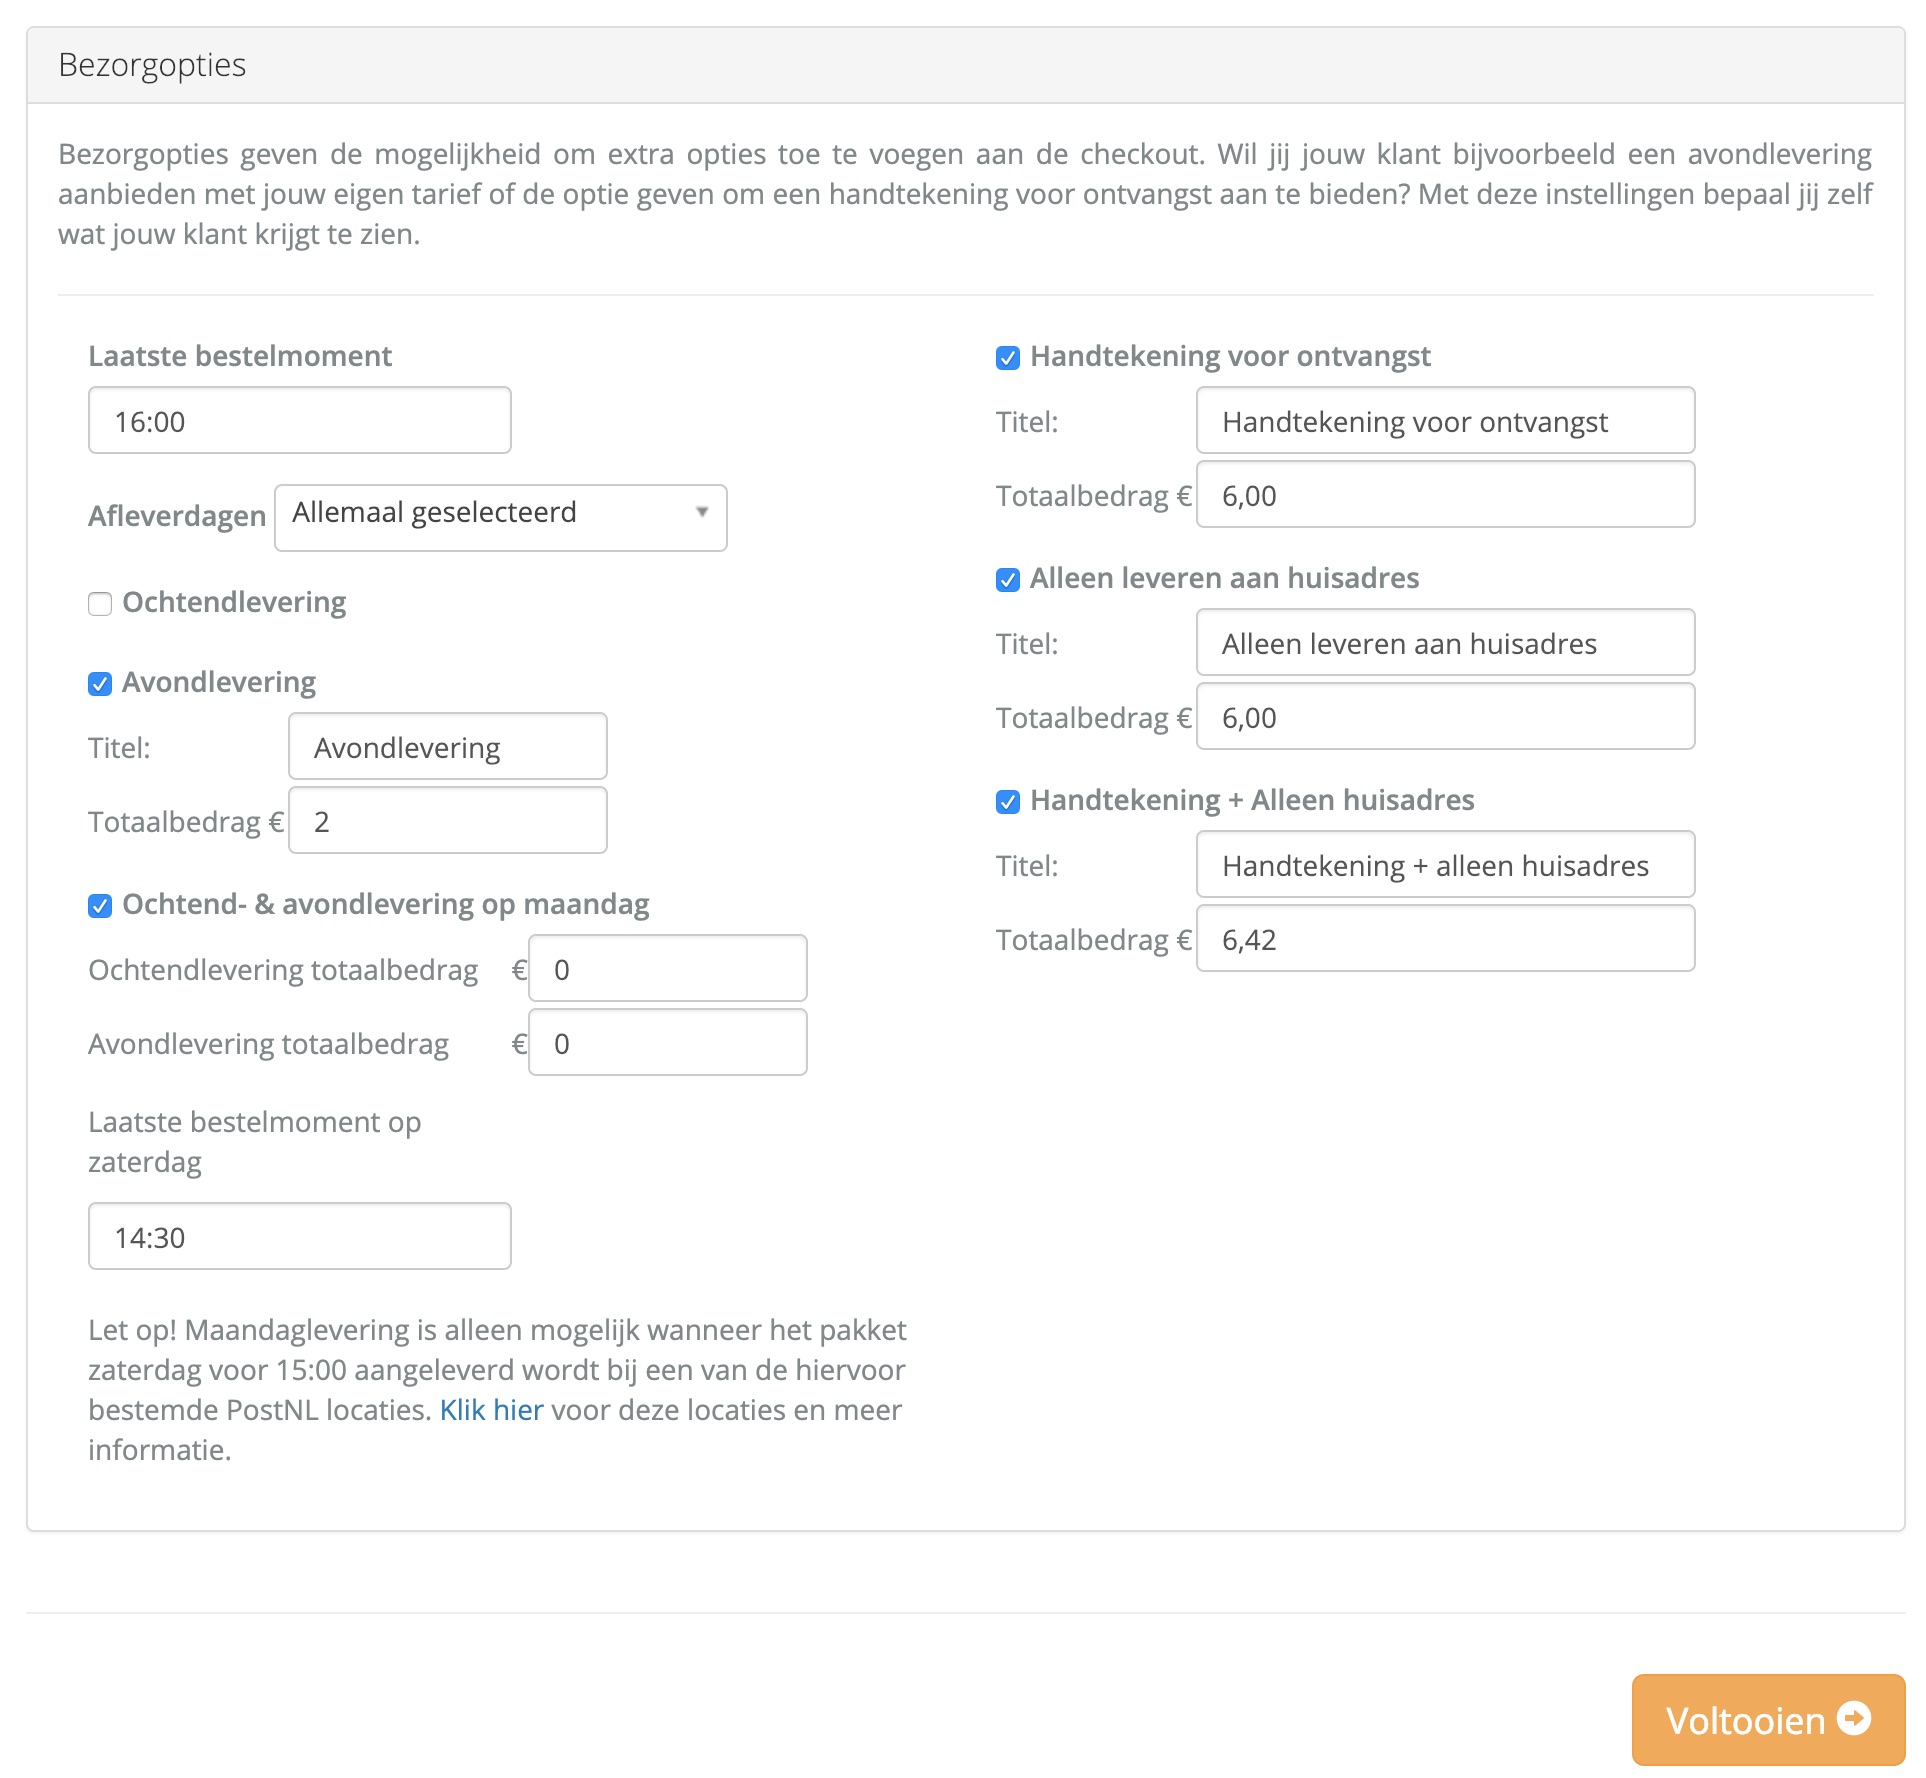 Bezorgopties
Bezorgopties geven de mogelijkheid om extra opties toe te voegen aan de checkout. Wil jij jouw klant bijvoorbeeld een avondlevering
aanbieden met jouw eigen tarief of de optie geven om een handtekening voor ontvangst aan te bieden? Met deze instellingen bepaal jij zelf
wat jouw klant krijgt te zien.
Laatste bestelmoment
16:00
Afleverdagen Allemaal geselecteerd
Ochtendlevering
Avondlevering
Titel: Avondlevering
Totaalbedrag € 2
Ochtend- & avondlevering op maandag
Ochtendlevering totaalbedrag € 0
Avondlevering totaalbedrag € 0
Laatste bestelmoment op
zaterdag
14:30
Let op! Maandaglevering is alleen mogelijk wanneer het pakket
zaterdag voor 15:00 aangeleverd wordt bij een van de hiervoor
bestemde PostNL locaties. Klik hier voor deze locaties en meer
informatie.
Handtekening voor ontvangst
Titel: Handtekening voor ontvangst
Totaalbedrag € 6,00
Alleen leveren aan huisadres
Titel: Alleen leveren aan huisadres
Totaalbedrag € 6,00
Handtekening + Alleen huisadres
Titel: Handtekening + alleen huisadres
Totaalbedrag € 6,42
Voltooien